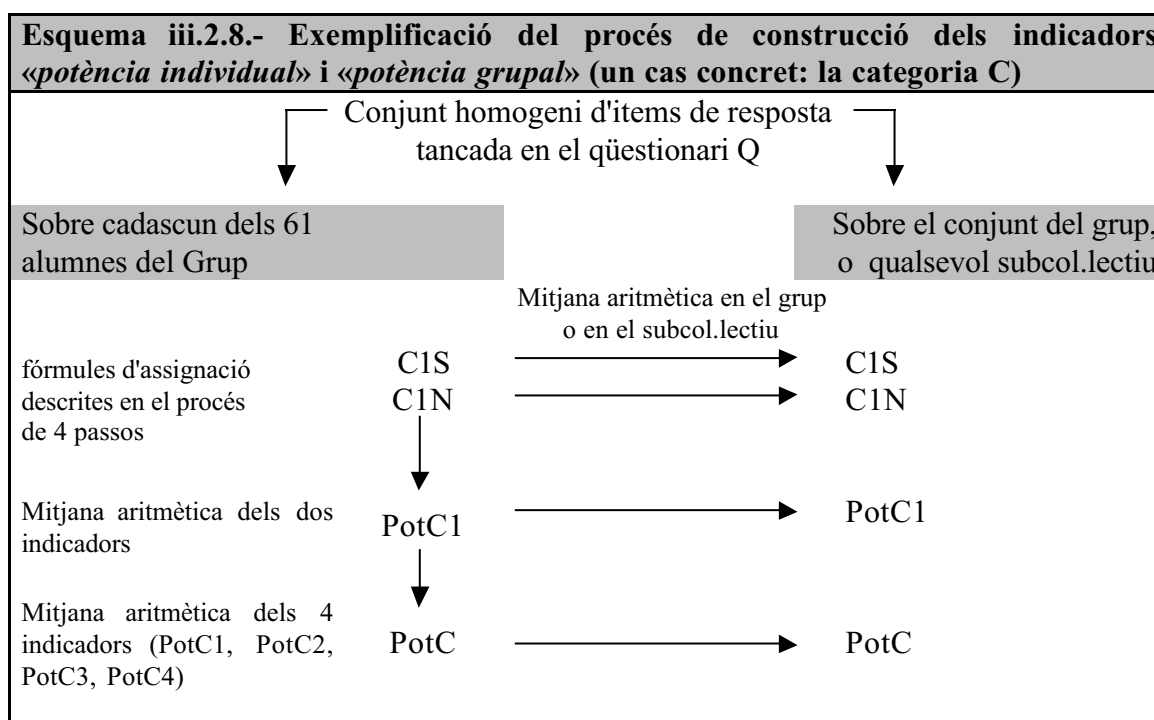 Esquema iii.2.8.- Exemplificació del procés de construcció dels indicadors
«potència individual» i «potència grupal» (un cas concret: la categoria C)
Conjunt homogeni d'items de resposta
tancada en el qüestionari Q
Sobre cadascun dels 61
alumnes del Grup
Sobre el conjunt del grup,
o qualsevol subcol.lectiu
Mitjana aritmètica en el grup
o en el subcol.lectiu
fórmules d'assignació
descrites en el procés
de 4 passos
C1S
C1N
C1S
C1N
Mitjana aritmètica dels dos
indicadors
PotC1
PotC1
Mitjana aritmètica dels 4
indicadors (PotC1, PotC2,
PotC3, PotC4)
PotC
PotC